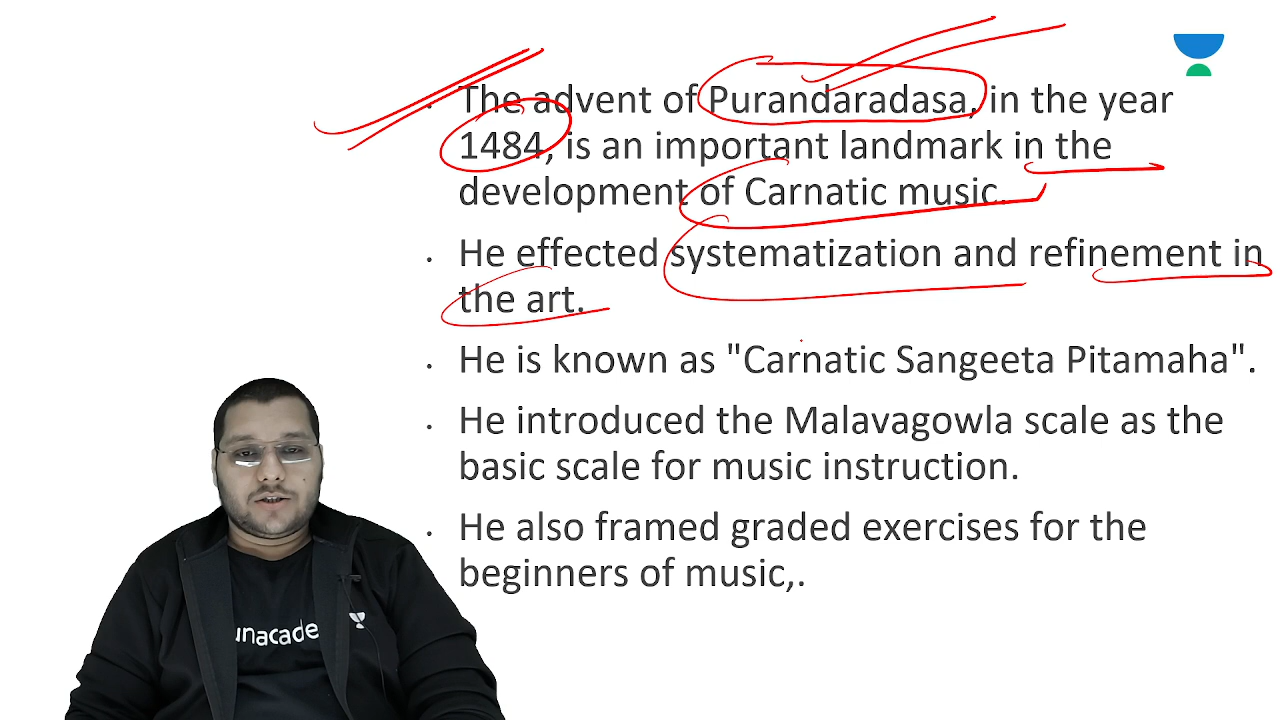 • The advent of Purandaradasa, in the year
1484, is an important landmark in the
development of Carnatic music.
• He effected systematization and refinement in
the art.
• He is known as "Carnatic Sangeeta Pitamaha".
• He introduced the Malavagowla scale as the
basic scale for music instruction.
• He also framed graded exercises for the
beginners of music,.
unacade